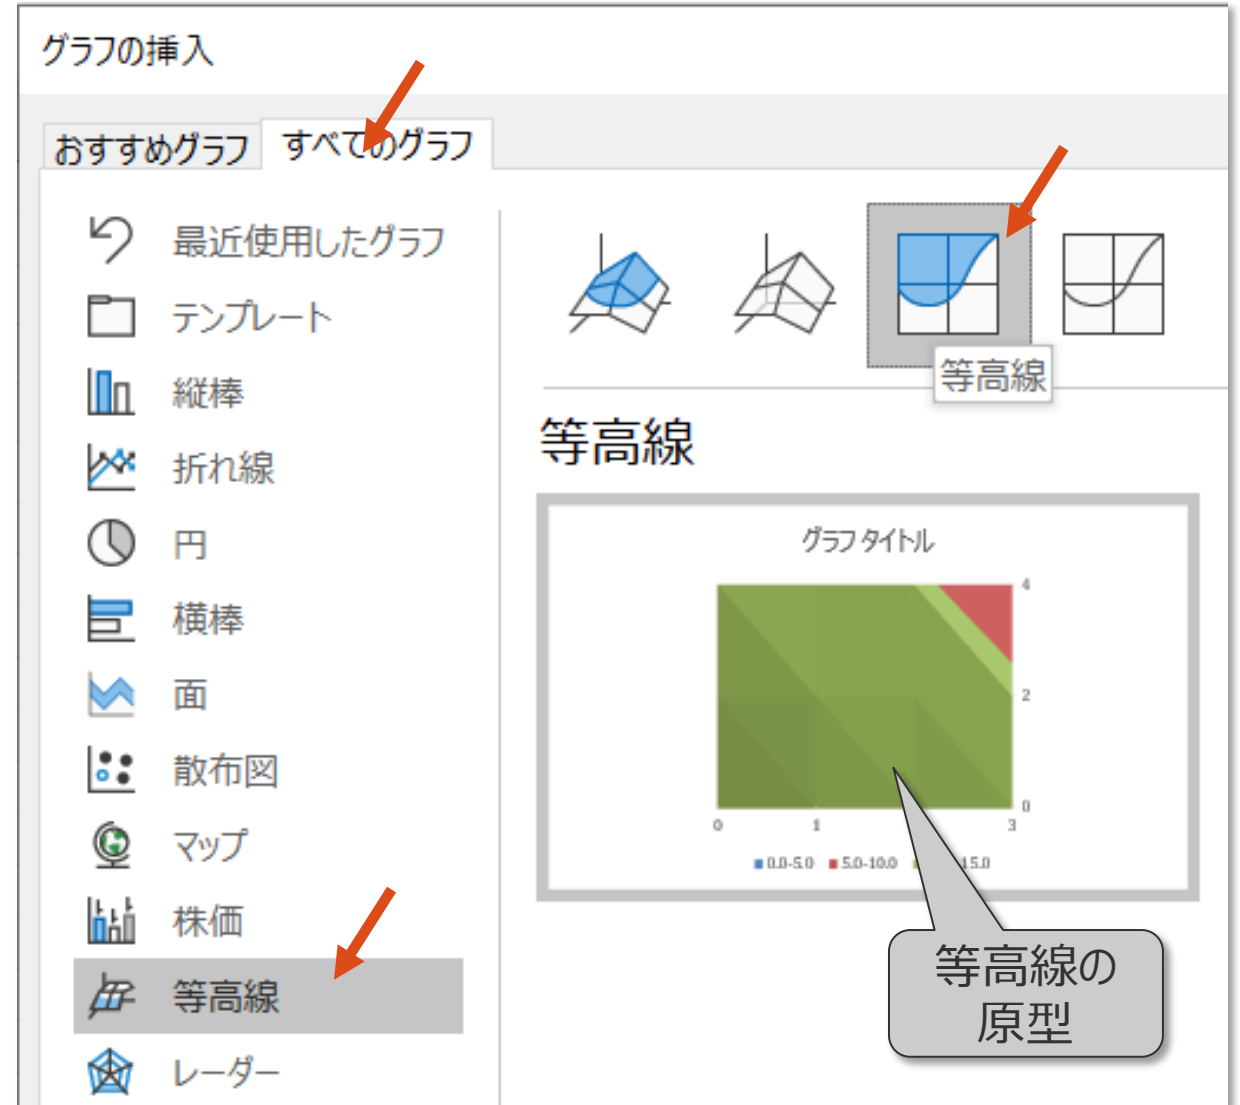 グラフの挿入
おすすめグラフ すべてのグラフ
最近使用したグラフ
テンプレート
縦棒
折れ線
円
横棒
面
散布図
マップ
株価
等高線
レーダー
等高線
等高線
グラフ タイトル
4
2
0
0 1 3
0.0-5.0 5.0-10.0 15.0
等高線の
原型